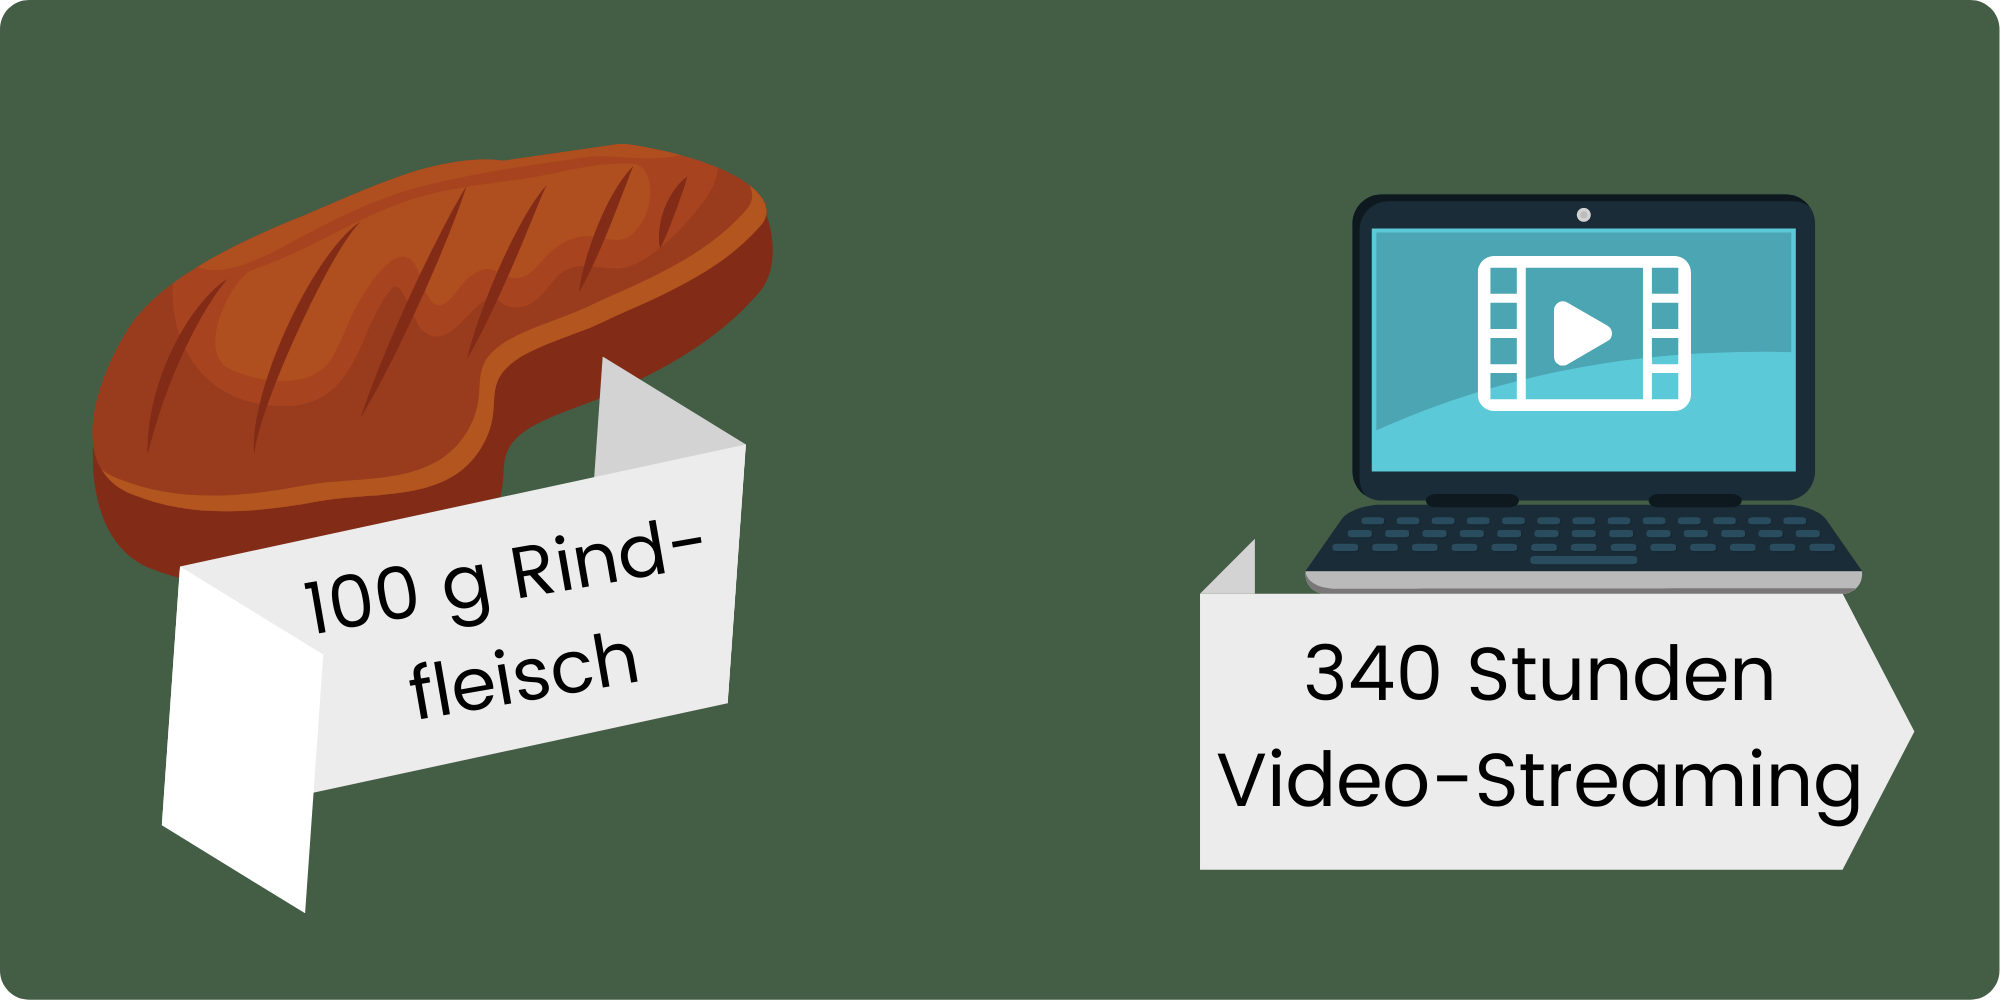 100 g Rind-
fleisch
340 Stunden
Video-Streaming